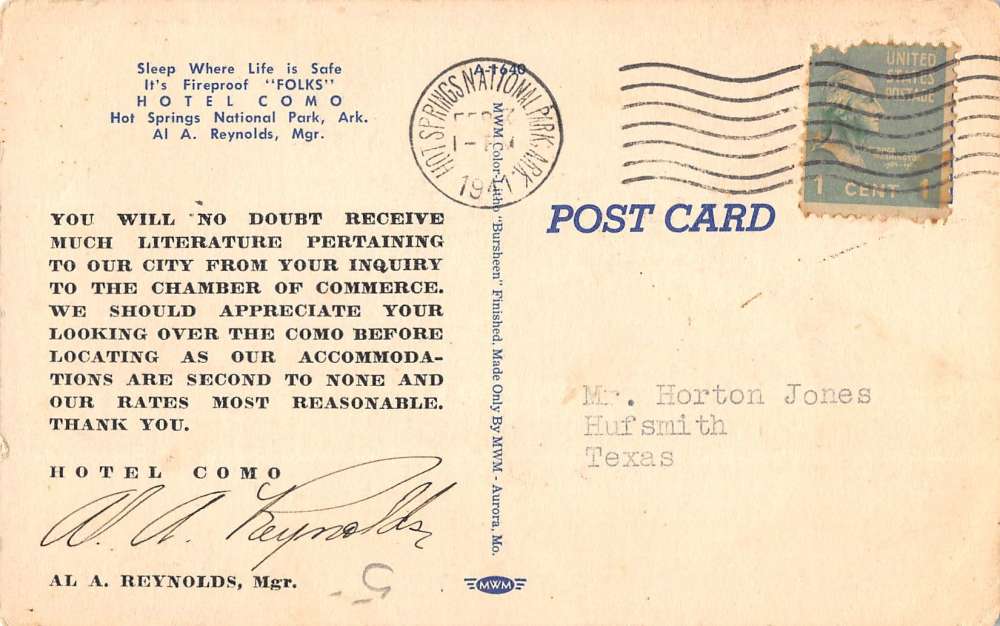 Sleep Where Life is Safe
It's Fireproof "FOLKS"
HOTEL COMO
Hot Springs National Park, Ark.
Al A. Reynolds, Mgr.
YOU WILL NO DOUBT RECEIVE
MUCH LITERATURE PERTAINING
TO OUR CITY FROM YOUR INQUIRY
TO THE CHAMBER OF COMMERCE.
WE SHOULD APPRECIATE YOUR
LOOKING OVER THE COMO BEFORE
LOCATING AS OUR ACCOMMODA-
TIONS ARE SECOND TO NONE AND
OUR RATES MOST REASONABLE.
THANK YOU.
HOTEL COMO
Al A. Reynolds
AL A. REYNOLDS, Mgr.
5-
A-1640
MWM Color-Litho "Bursheen" Finished. Made Only By MWM - Aurora, Mo.
MWM
HOT SPRINGS NATIONAL PARK, ARK.
FEB
1941
UNITED
STATES
POSTAGE
WASHINGTON
1 CENT 1
POST CARD
Mr. Horton Jones
Hufsmith
Texas